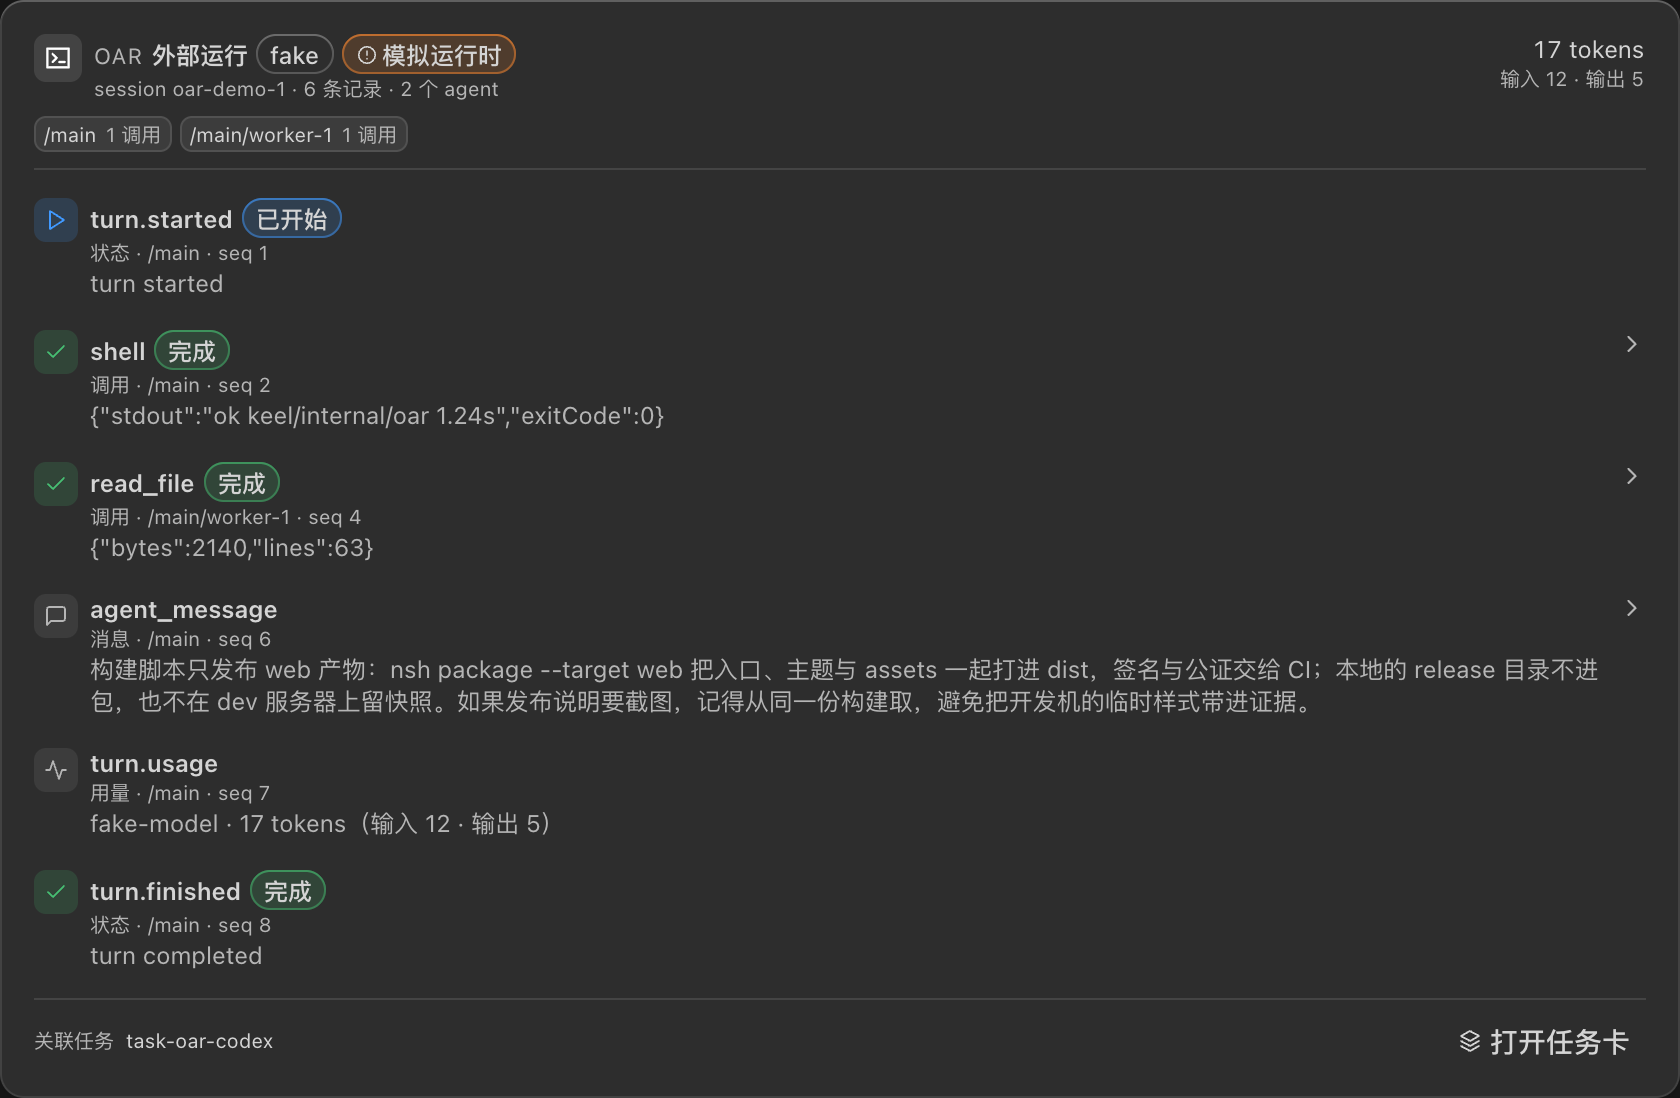 OAR 外部运行 fake 模拟运行时
session oar-demo-1 · 6 条记录 · 2 个 agent
17 tokens
输入 12 · 输出 5
/main 1 调用 /main/worker-1 1 调用
turn.started 已开始
状态 · /main · seq 1
turn started
shell 完成
调用 · /main · seq 2
{"stdout":"ok keel/internal/oar 1.24s","exitCode":0}
read_file 完成
调用 · /main/worker-1 · seq 4
{"bytes":2140,"lines":63}
agent_message
消息 · /main · seq 6
构建脚本只发布 web 产物：nsh package --target web 把入口、主题与 assets 一起打进 dist，签名与公证交给 CI；本地的 release 目录不进
包，也不在 dev 服务器上留快照。如果发布说明要截图，记得从同一份构建取，避免把开发机的临时样式带进证据。
turn.usage
用量 · /main · seq 7
fake-model · 17 tokens（输入 12 · 输出 5）
turn.finished 完成
状态 · /main · seq 8
turn completed
关联任务 task-oar-codex
打开任务卡